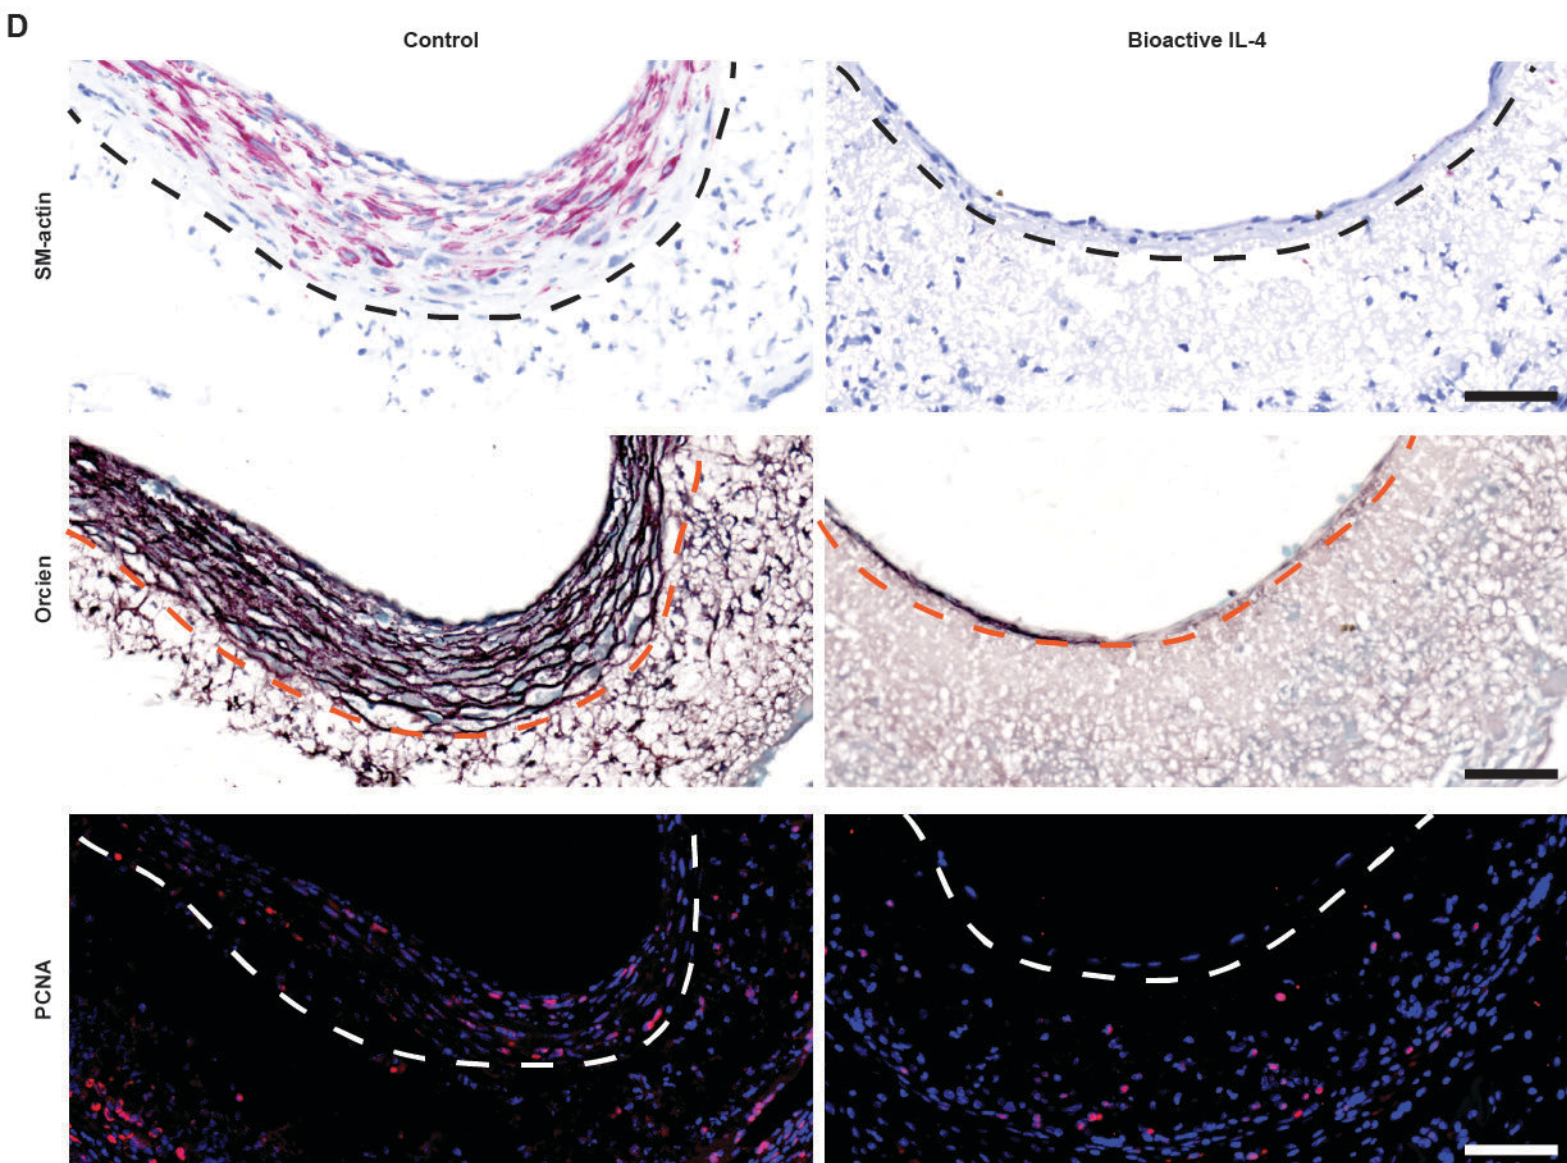 D
Control
Bioactive IL-4
SM-actin
Orcien
PCNA